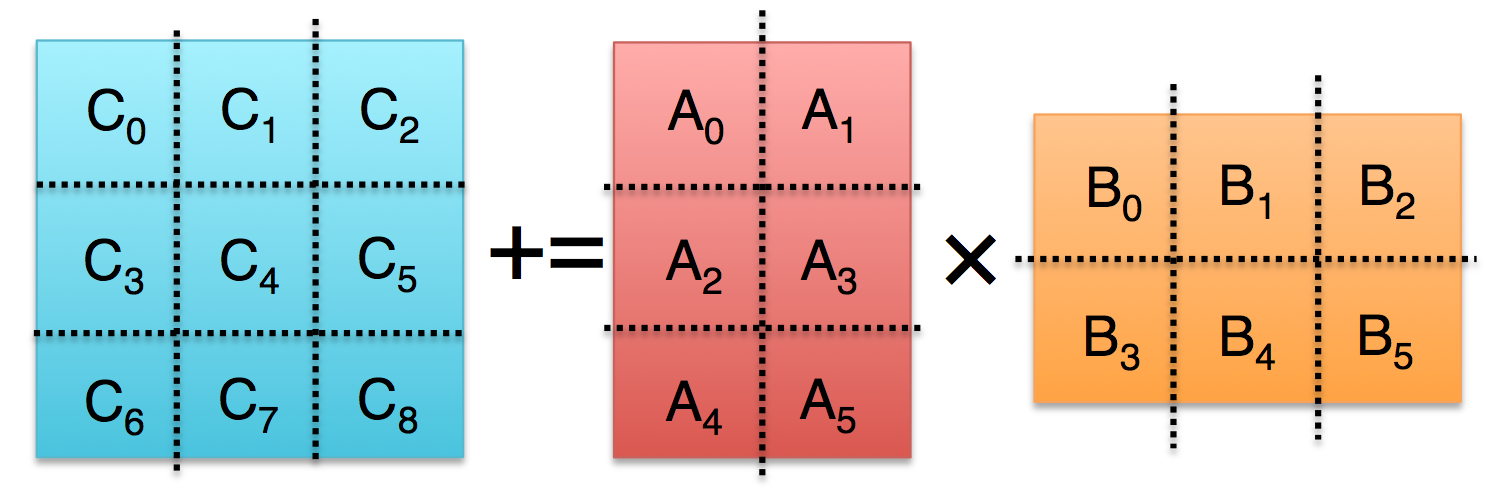 C₀ C₁ C₂ A₀ A₁
B₀ B₁ B₂
C₃ C₄ C₅ += A₂ A₃ ×
B₃ B₄ B₅
C₆ C₇ C₈ A₄ A₅